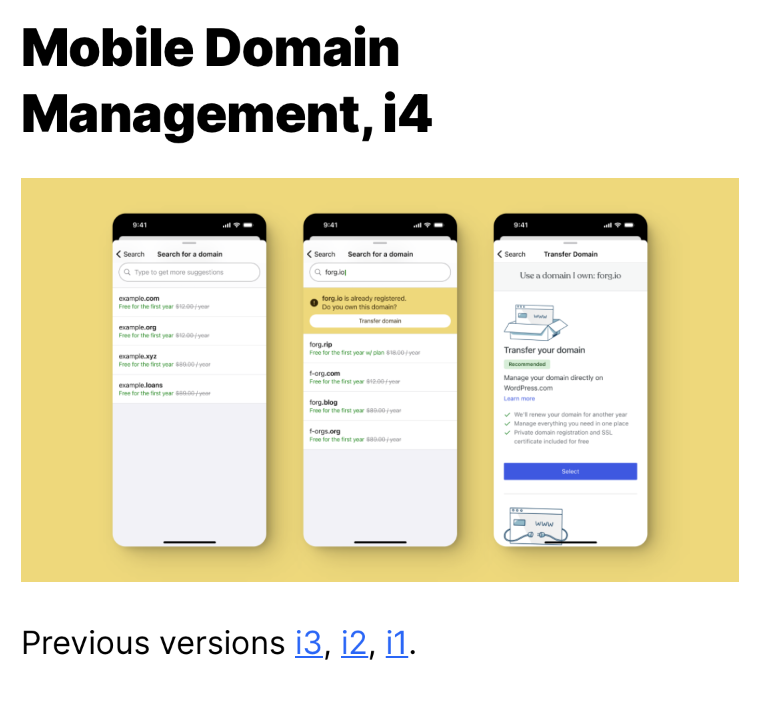 Mobile Domain
Management, i4
9:41
Search
Search for a domain
Type to get more suggestions
example.com
Free for the first year $12.00 / year
example.org
Free for the first year $12.00 / year
example.xyz
Free for the first year $89.00 / year
example.loans
Free for the first year $89.00 / year
9:41
Search
Search for a domain
forg.io
forg.io is already registered.
Do you own this domain?
Transfer domain
forg.rip
Free for the first year w/ plan $18.00 / year
f-org.com
Free for the first year $12.00 / year
forg.blog
Free for the first year $89.00 / year
f-orgs.org
Free for the first year $89.00 / year
9:41
Search
Transfer Domain
Use a domain I own: forg.io
WWW
Transfer your domain
Recommended
Manage your domain directly on
WordPress.com
Learn more
We'll renew your domain for another year
Manage everything you need in one place
Private domain registration and SSL
certificate included for free
Select
WWW
Previous versions i3, i2, i1.